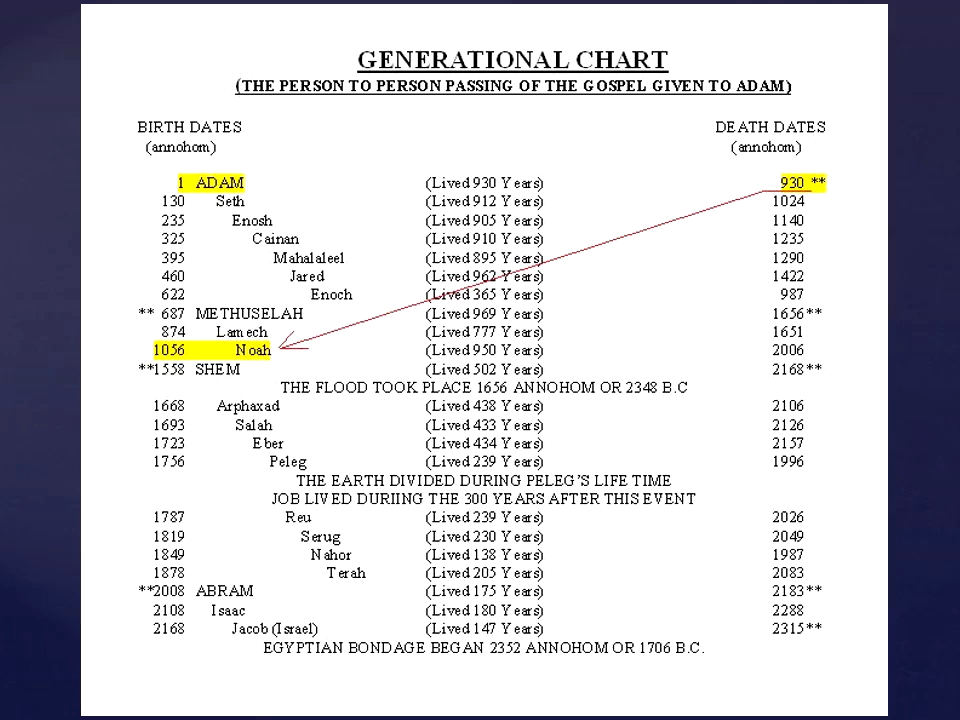 GENERATIONAL CHART
(THE PERSON TO PERSON PASSING OF THE GOSPEL GIVEN TO ADAM)
BIRTH DATES DEATH DATES
(annohom) (annohom)
1 ADAM (Lived 930 Years) 930 **
130 Seth (Lived 912 Years) 1024
235 Enosh (Lived 905 Years) 1140
325 Cainan (Lived 910 Years) 1235
395 Mahalaleel (Lived 895 Years) 1290
460 Jared (Lived 962 Years) 1422
622 Enoch (Lived 365 Years) 987
** 687 METHUSELAH (Lived 969 Years) 1656 **
874 Lamech (Lived 777 Years) 1651
1056 Noah (Lived 950 Years) 2006
**1558 SHEM (Lived 502 Years) 2168 **
THE FLOOD TOOK PLACE 1656 ANNOHOM OR 2348 B.C
1668 Arphaxad (Lived 438 Years) 2106
1693 Salah (Lived 433 Years) 2126
1723 Eber (Lived 434 Years) 2157
1756 Peleg (Lived 239 Years) 1996
THE EARTH DIVIDED DURING PELEG'S LIFE TIME
JOB LIVED DURIING THE 300 YEARS AFTER THIS EVENT
1787 Reu (Lived 239 Years) 2026
1819 Serug (Lived 230 Years) 2049
1849 Nahor (Lived 138 Years) 1987
1878 Terah (Lived 205 Years) 2083
**2008 ABRAM (Lived 175 Years) 2183 **
2108 Isaac (Lived 180 Years) 2288
2168 Jacob (Israel) (Lived 147 Years) 2315 **
EGYPTIAN BONDAGE BEGAN 2352 ANNOHOM OR 1706 B.C.